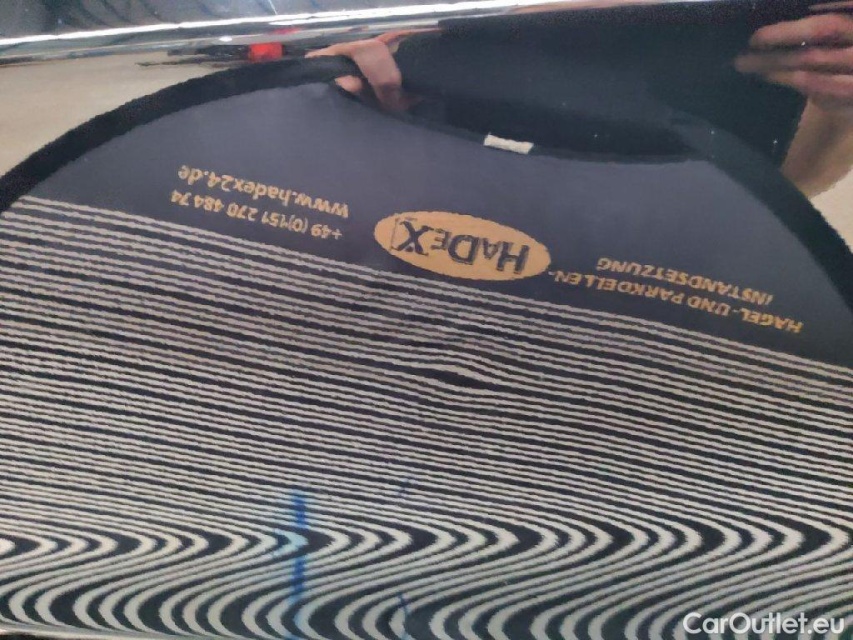 HAGEL- UND PARKDELLEN-
INSTANDSETZUNG
HADEX
+49 (0)151 270 484 74
www.hadex24.de
CarOutlet.eu